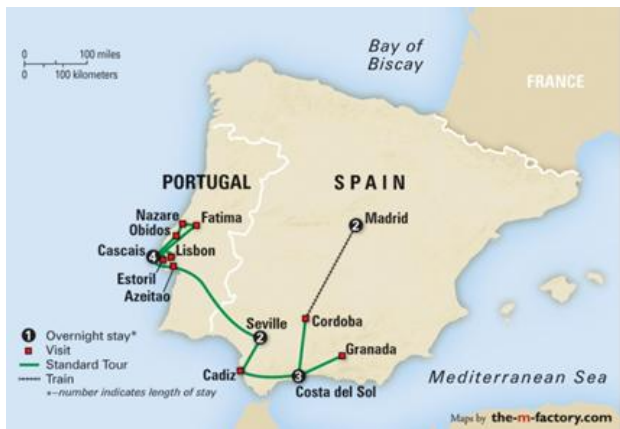 0 100 miles
0 100 kilometers
Bay of
Biscay
FRANCE
PORTUGAL
SPAIN
2
Madrid
Nazare
Fatima
Obidos
Cascais
4
Lisbon
Estoril
Azeitao
Seville
2
Cordoba
Granada
Cadiz
3
Costa del Sol
Mediterranean Sea
1 Overnight stay*
Visit
Standard Tour
Train
*–number indicates length of stay
Maps by the-m-factory.com